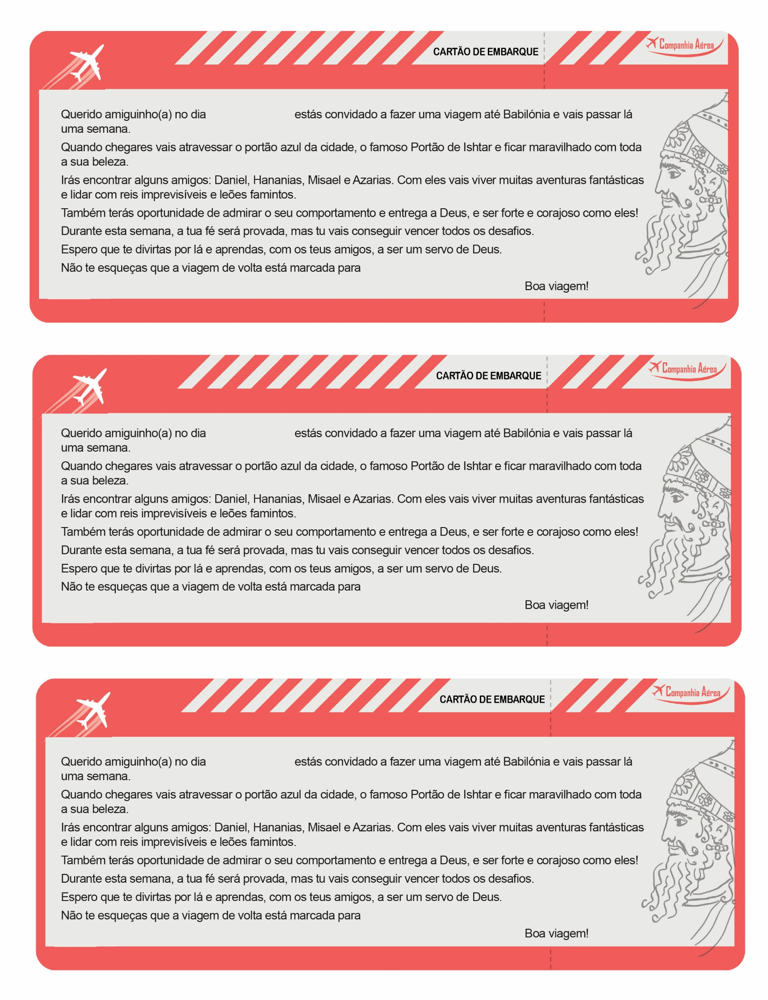 CARTÃO DE EMBARQUE
Companhia Aérea
Querido amiguinho(a) no dia estás convidado a fazer uma viagem até Babilónia e vais passar lá
uma semana.
Quando chegares vais atravessar o portão azul da cidade, o famoso Portão de Ishtar e ficar maravilhado com toda
a sua beleza.
Irás encontrar alguns amigos: Daniel, Hananias, Misael e Azarias. Com eles vais viver muitas aventuras fantásticas
e lidar com reis imprevisíveis e leões famintos.
Também terás oportunidade de admirar o seu comportamento e entrega a Deus, e ser forte e corajoso como eles!
Durante esta semana, a tua fé será provada, mas tu vais conseguir vencer todos os desafios.
Espero que te divirtas por lá e aprendas, com os teus amigos, a ser um servo de Deus.
Não te esqueças que a viagem de volta está marcada para
Boa viagem!
CARTÃO DE EMBARQUE
Companhia Aérea
Querido amiguinho(a) no dia estás convidado a fazer uma viagem até Babilónia e vais passar lá
uma semana.
Quando chegares vais atravessar o portão azul da cidade, o famoso Portão de Ishtar e ficar maravilhado com toda
a sua beleza.
Irás encontrar alguns amigos: Daniel, Hananias, Misael e Azarias. Com eles vais viver muitas aventuras fantásticas
e lidar com reis imprevisíveis e leões famintos.
Também terás oportunidade de admirar o seu comportamento e entrega a Deus, e ser forte e corajoso como eles!
Durante esta semana, a tua fé será provada, mas tu vais conseguir vencer todos os desafios.
Espero que te divirtas por lá e aprendas, com os teus amigos, a ser um servo de Deus.
Não te esqueças que a viagem de volta está marcada para
Boa viagem!
CARTÃO DE EMBARQUE
Companhia Aérea
Querido amiguinho(a) no dia estás convidado a fazer uma viagem até Babilónia e vais passar lá
uma semana.
Quando chegares vais atravessar o portão azul da cidade, o famoso Portão de Ishtar e ficar maravilhado com toda
a sua beleza.
Irás encontrar alguns amigos: Daniel, Hananias, Misael e Azarias. Com eles vais viver muitas aventuras fantásticas
e lidar com reis imprevisíveis e leões famintos.
Também terás oportunidade de admirar o seu comportamento e entrega a Deus, e ser forte e corajoso como eles!
Durante esta semana, a tua fé será provada, mas tu vais conseguir vencer todos os desafios.
Espero que te divirtas por lá e aprendas, com os teus amigos, a ser um servo de Deus.
Não te esqueças que a viagem de volta está marcada para
Boa viagem!